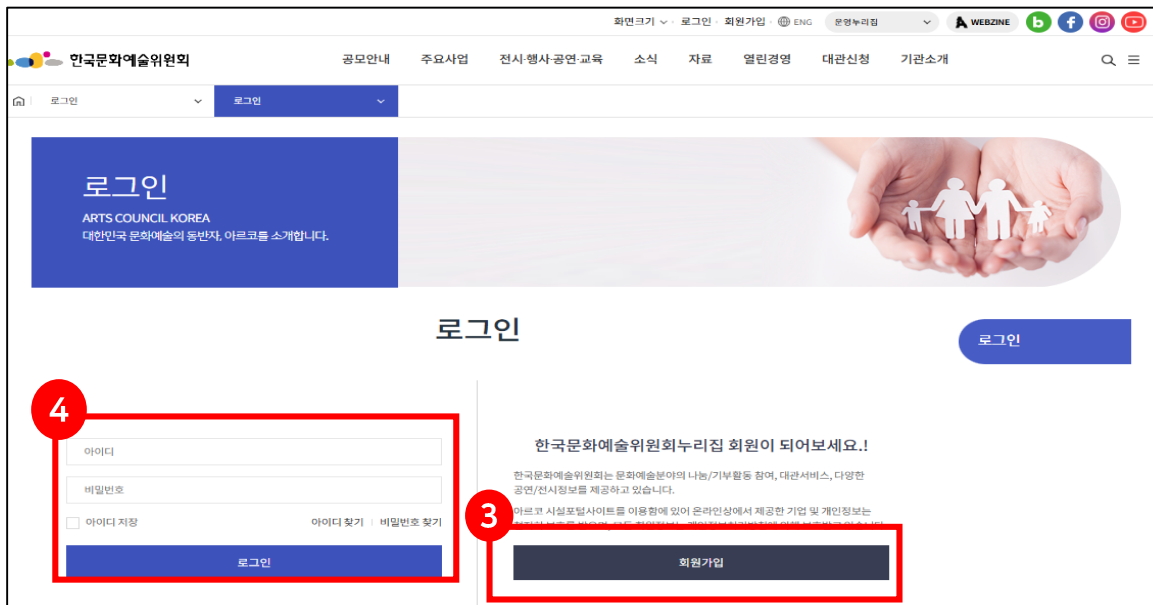 화면크기 로그인 회원가입 ENG 운영누리집 WEBZINE
한국문화예술위원회 공모안내 주요사업 전시·행사·공연·교육 소식 자료 열린경영 대관신청 기관소개
로그인 로그인
로그인
ARTS COUNCIL KOREA
대한민국 문화예술의 동반자, 아르코를 소개합니다.
로그인
로그인
4
아이디
비밀번호
아이디 저장 아이디 찾기 비밀번호 찾기
로그인
한국문화예술위원회누리집 회원이 되어보세요.!
한국문화예술위원회는 문화예술분야의 나눔/기부활동 참여, 대관서비스, 다양한
공연/전시정보를 제공하고 있습니다.
3
아르코 시설포털사이트를 이용함에 있어 온라인상에서 제공한 기업 및 개인정보는
회원가입